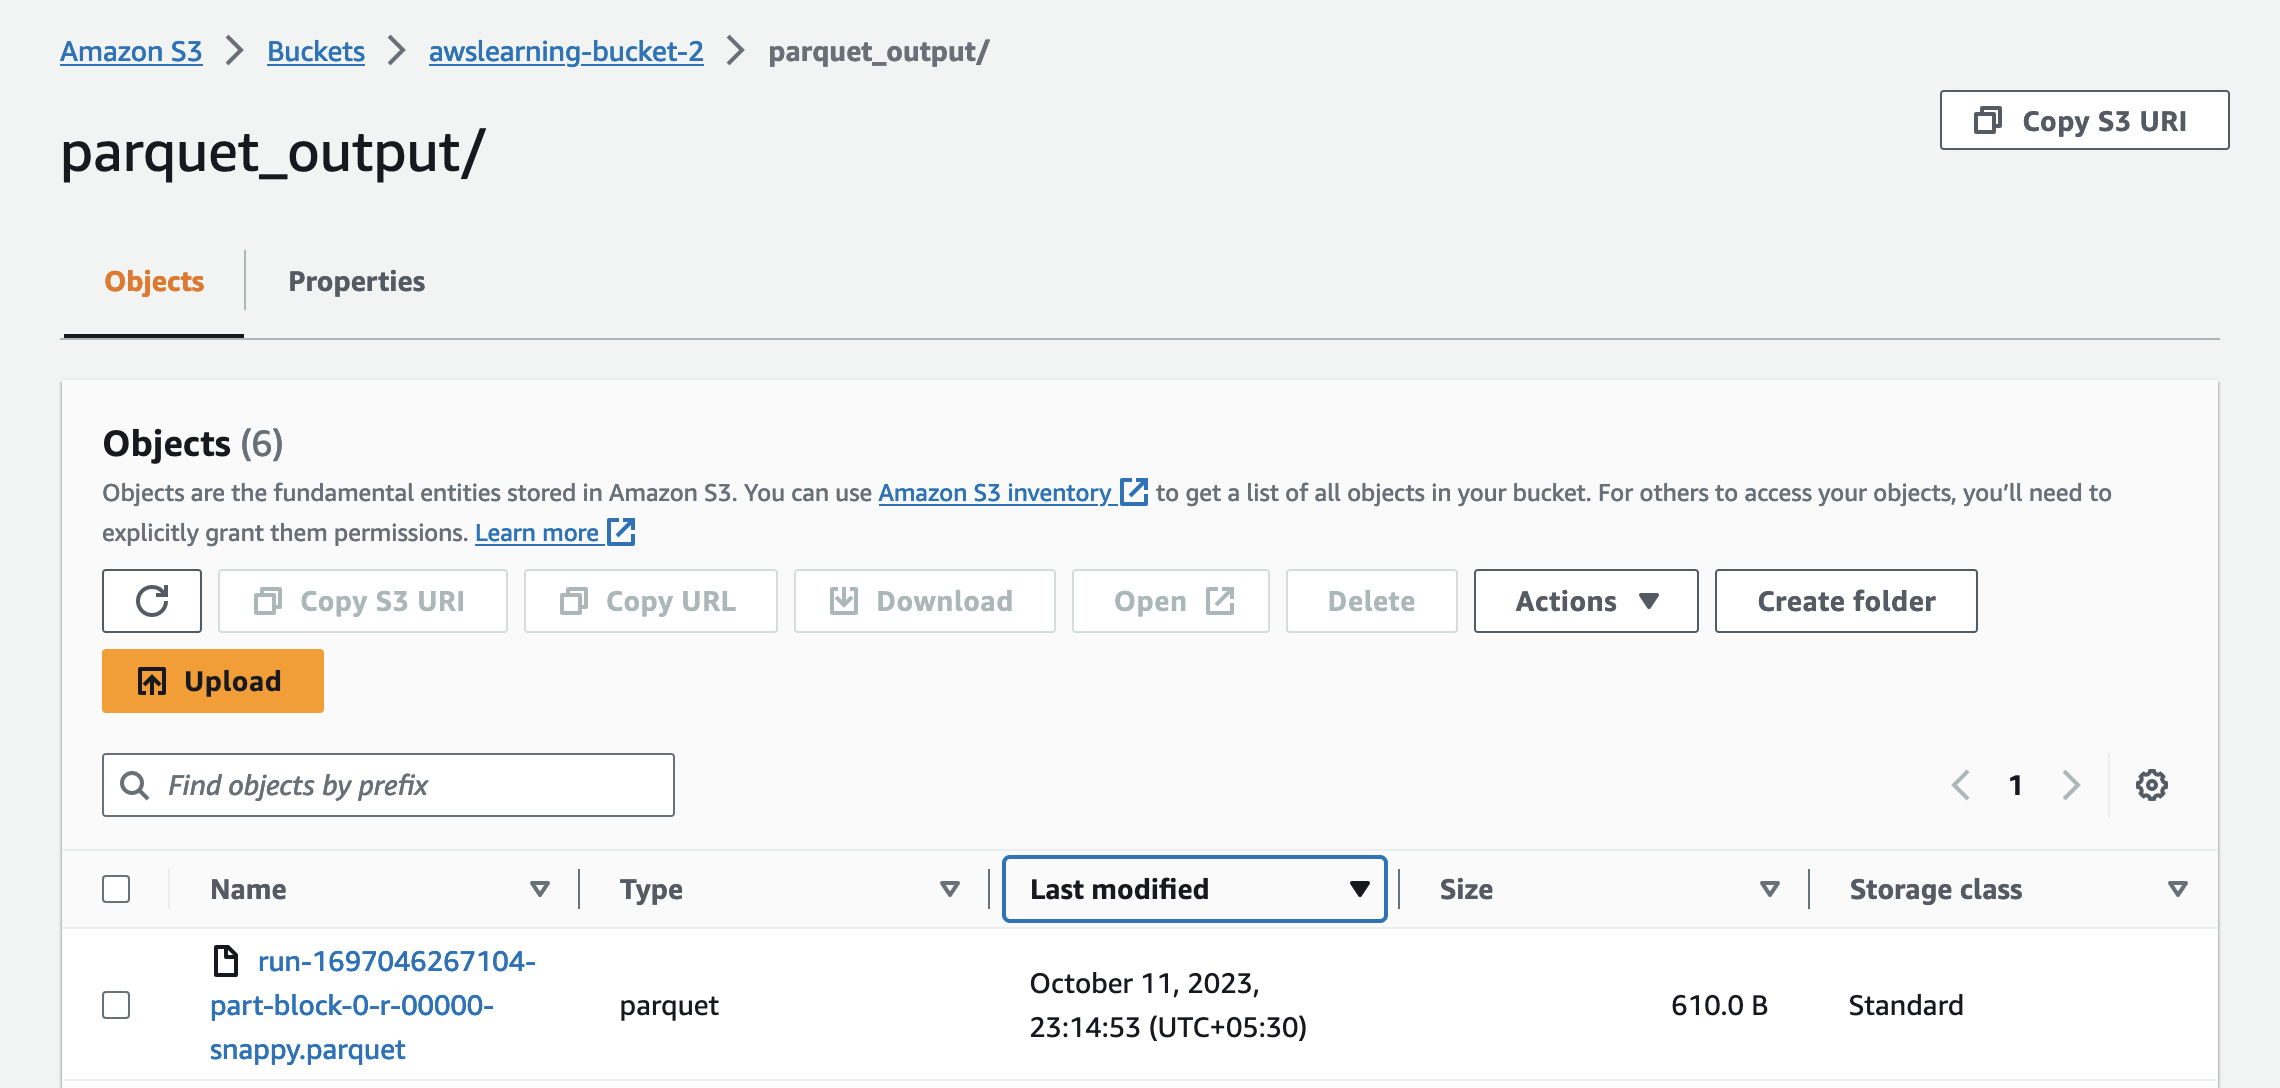 Amazon S3 > Buckets > awslearning-bucket-2 > parquet_output/
Copy S3 URI
parquet_output/
Objects
Properties
Objects (6)
Objects are the fundamental entities stored in Amazon S3. You can use Amazon S3 inventory to get a list of all objects in your bucket. For others to access your objects, you’ll need to
explicitly grant them permissions. Learn more
Copy S3 URI
Copy URL
Download
Open
Delete
Actions
Create folder
Upload
Find objects by prefix
1
Name
Type
Last modified
Size
Storage class
run-1697046267104-
part-block-0-r-00000-
snappy.parquet
parquet
October 11, 2023,
23:14:53 (UTC+05:30)
610.0 B
Standard